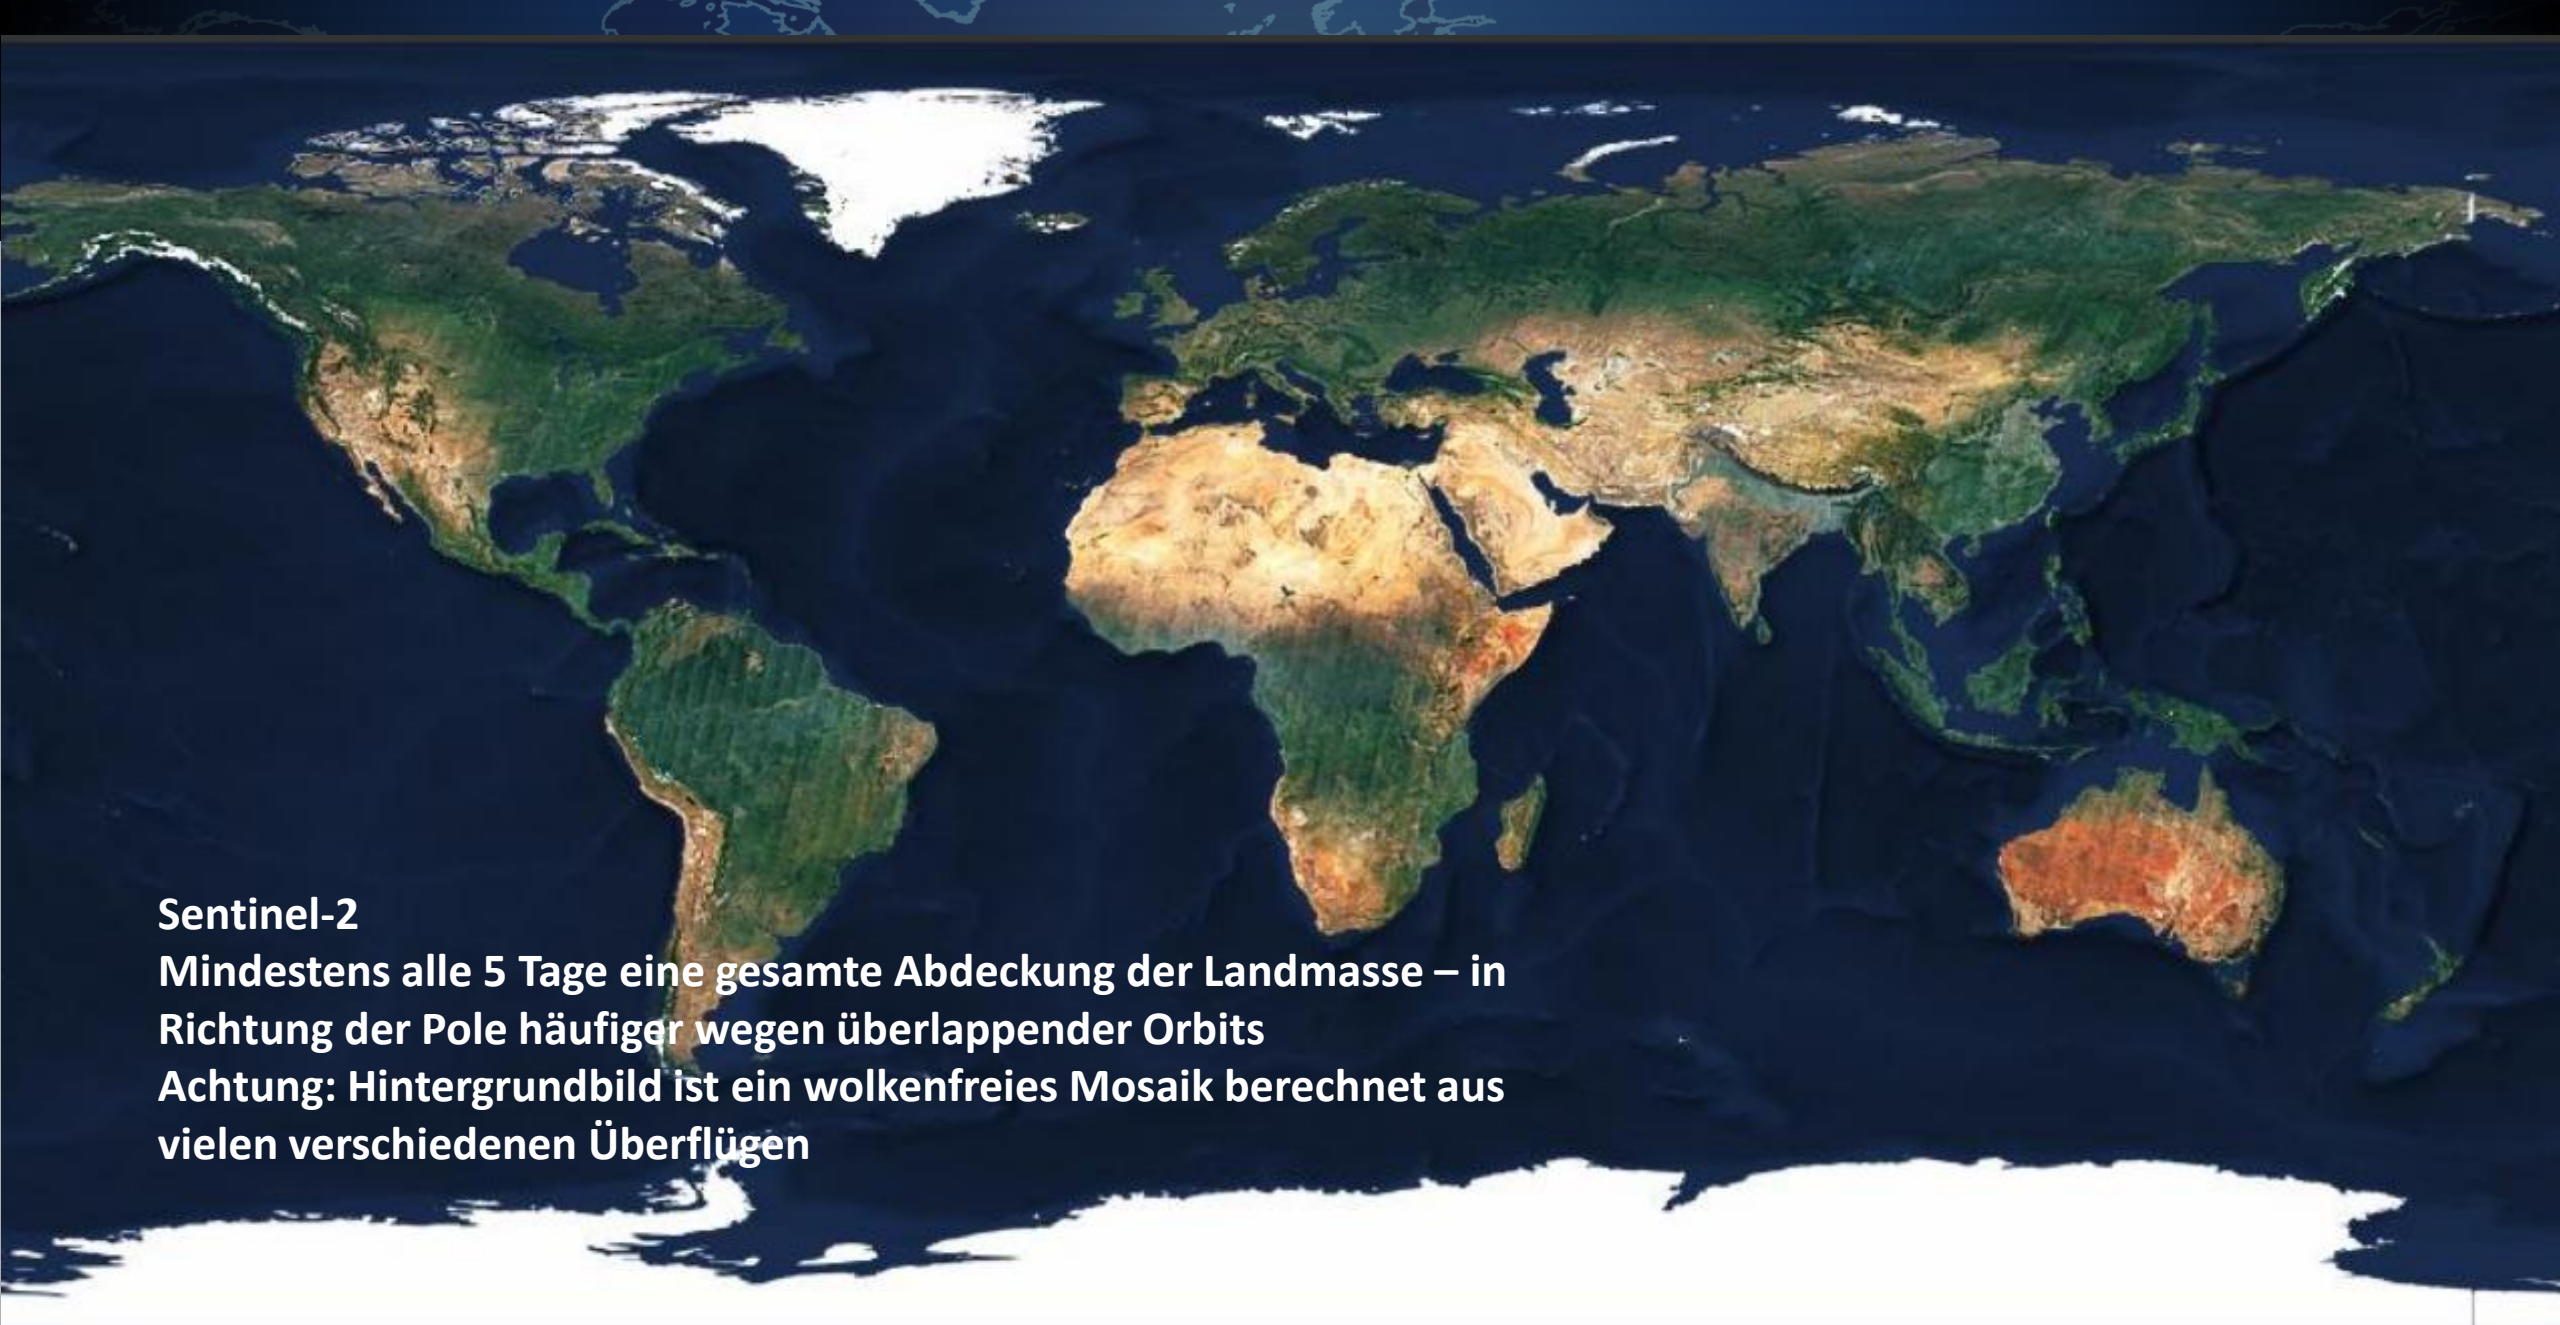 Sentinel-2
Mindestens alle 5 Tage eine gesamte Abdeckung der Landmasse – in
Richtung der Pole häufiger wegen überlappender Orbits
Achtung: Hintergrundbild ist ein wolkenfreies Mosaik berechnet aus
vielen verschiedenen Überflügen